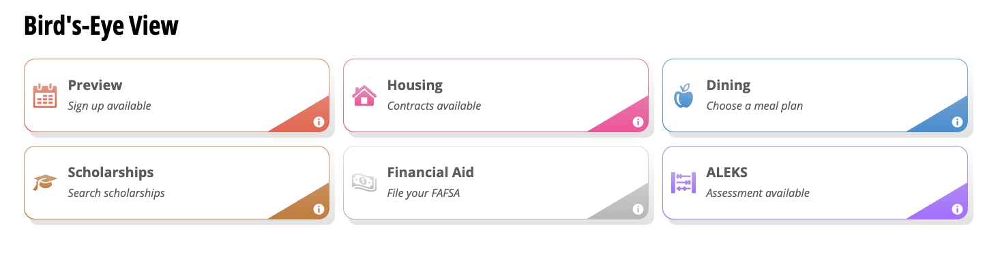 Bird's-Eye View
Preview
Sign up available
Housing
Contracts available
Dining
Choose a meal plan
Scholarships
Search scholarships
Financial Aid
File your FAFSA
ALEKS
Assessment available